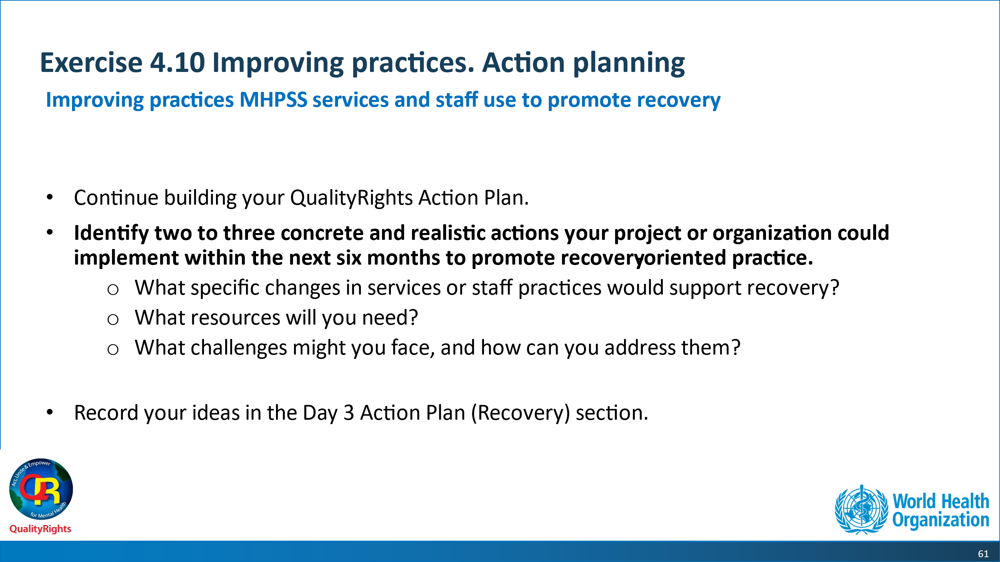 Exercise 4.10 Improving practices. Action planning
Improving practices MHPSS services and staff use to promote recovery
• Continue building your QualityRights Action Plan.
• Identify two to three concrete and realistic actions your project or organization could
implement within the next six months to promote recovery-oriented practice.
o What specific changes in services or staff practices would support recovery?
o What resources will you need?
o What challenges might you face, and how can you address them?
• Record your ideas in the Day 3 Action Plan (Recovery) section.
Act, Unite & Empower
QR
for Mental Health
QualityRights
World Health
Organization
61